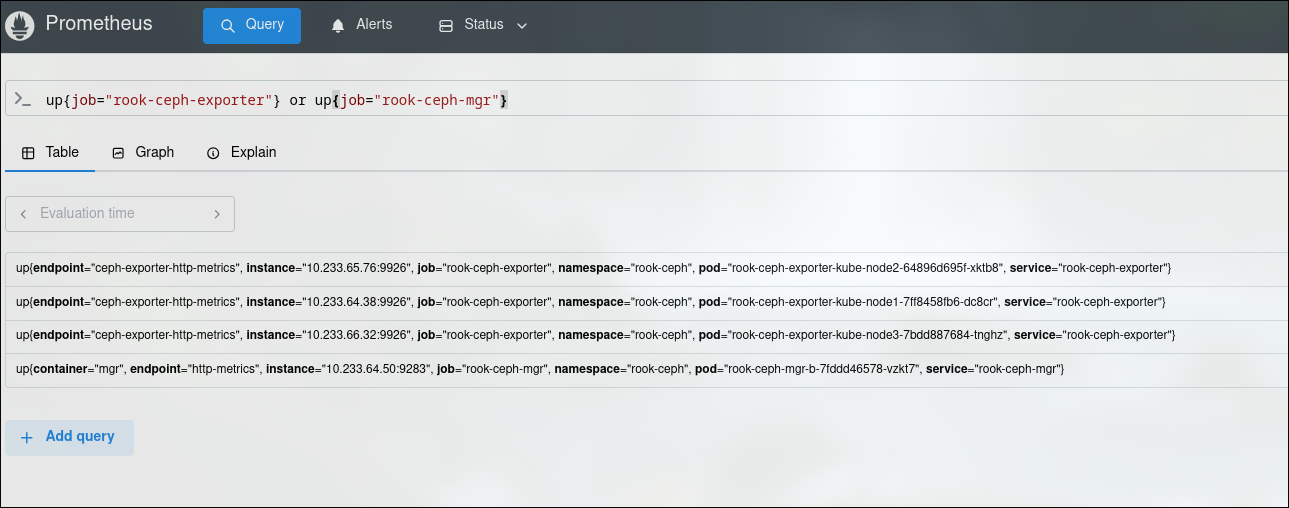 Prometheus Query Alerts Status
up{job="rook-ceph-exporter"} or up{job="rook-ceph-mgr"}
Table Graph Explain
Evaluation time
up{endpoint="ceph-exporter-http-metrics", instance="10.233.65.76:9926", job="rook-ceph-exporter", namespace="rook-ceph", pod="rook-ceph-exporter-kube-node2-64896d695f-xktb8", service="rook-ceph-exporter"}
up{endpoint="ceph-exporter-http-metrics", instance="10.233.64.38:9926", job="rook-ceph-exporter", namespace="rook-ceph", pod="rook-ceph-exporter-kube-node1-7ff8458fb6-dc8cr", service="rook-ceph-exporter"}
up{endpoint="ceph-exporter-http-metrics", instance="10.233.66.32:9926", job="rook-ceph-exporter", namespace="rook-ceph", pod="rook-ceph-exporter-kube-node3-7bdd887684-tnghz", service="rook-ceph-exporter"}
up{container="mgr", endpoint="http-metrics", instance="10.233.64.50:9283", job="rook-ceph-mgr", namespace="rook-ceph", pod="rook-ceph-mgr-b-7fddd46578-vzkt7", service="rook-ceph-mgr"}
+ Add query